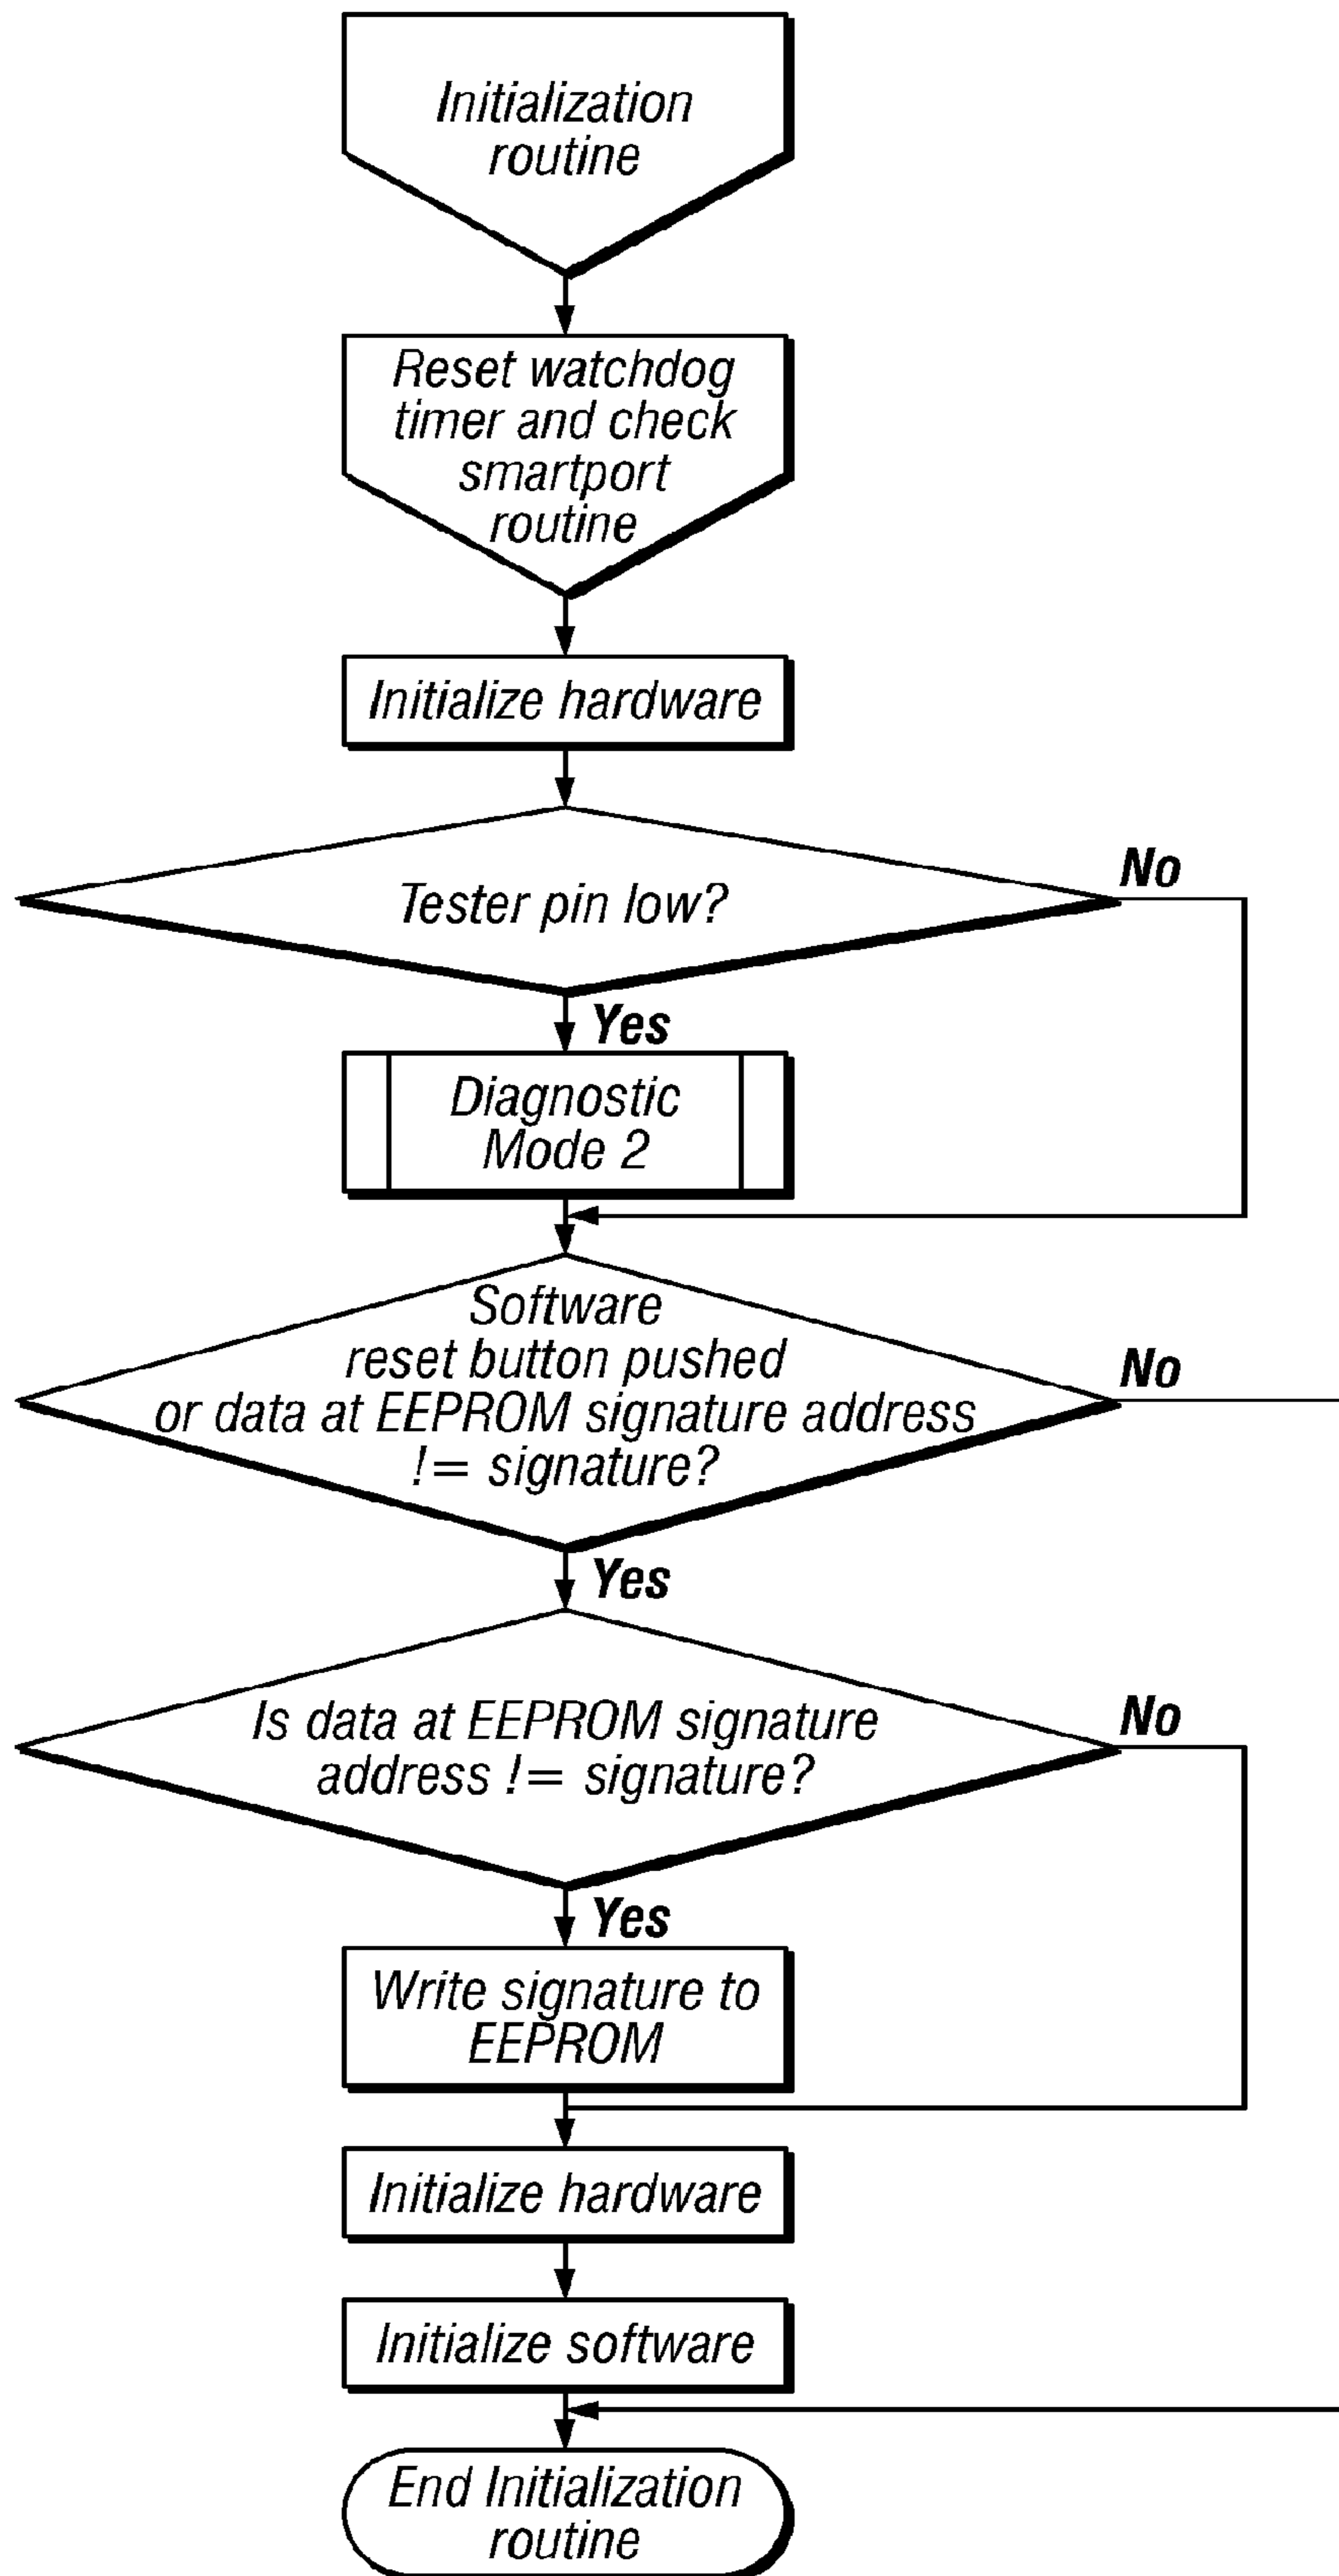 Initialization
routine
Reset watchdog
timer and check
smartport
routine
Initialize hardware
Tester pin low?
No
Yes
Diagnostic
Mode 2
Software
reset button pushed
or data at EEPROM signature address
!= signature?
No
Yes
Is data at EEPROM signature
address != signature?
No
Yes
Write signature to
EEPROM
Initialize hardware
Initialize software
End Initialization
routine